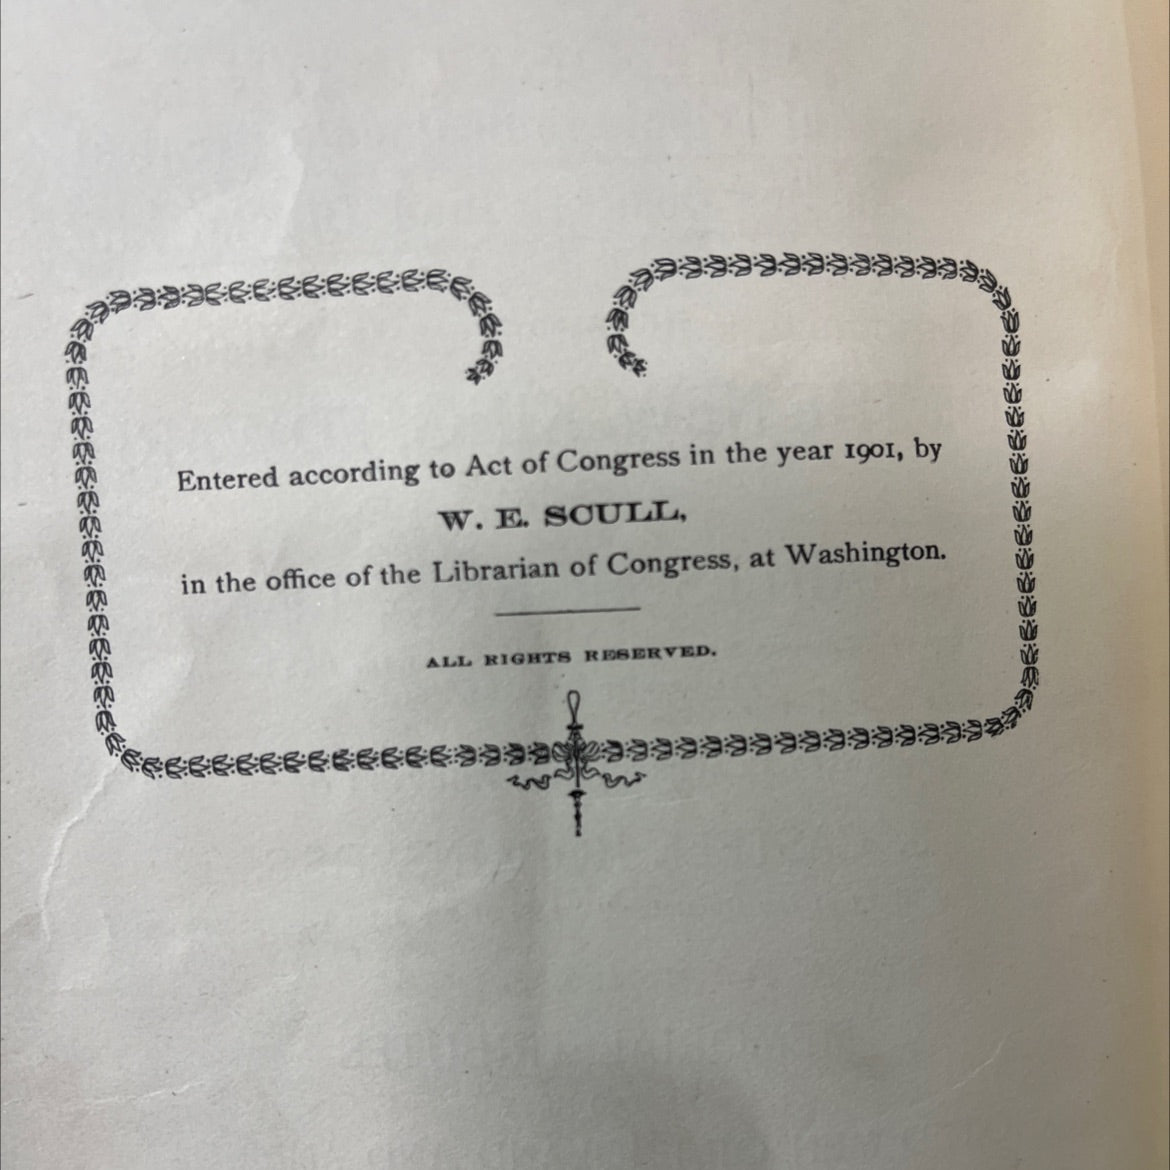 Entered according to Act of Congress in the year 1901, by
W. E. SCULL,
in the office of the Librarian of Congress, at Washington.
ALL RIGHTS RESERVED.